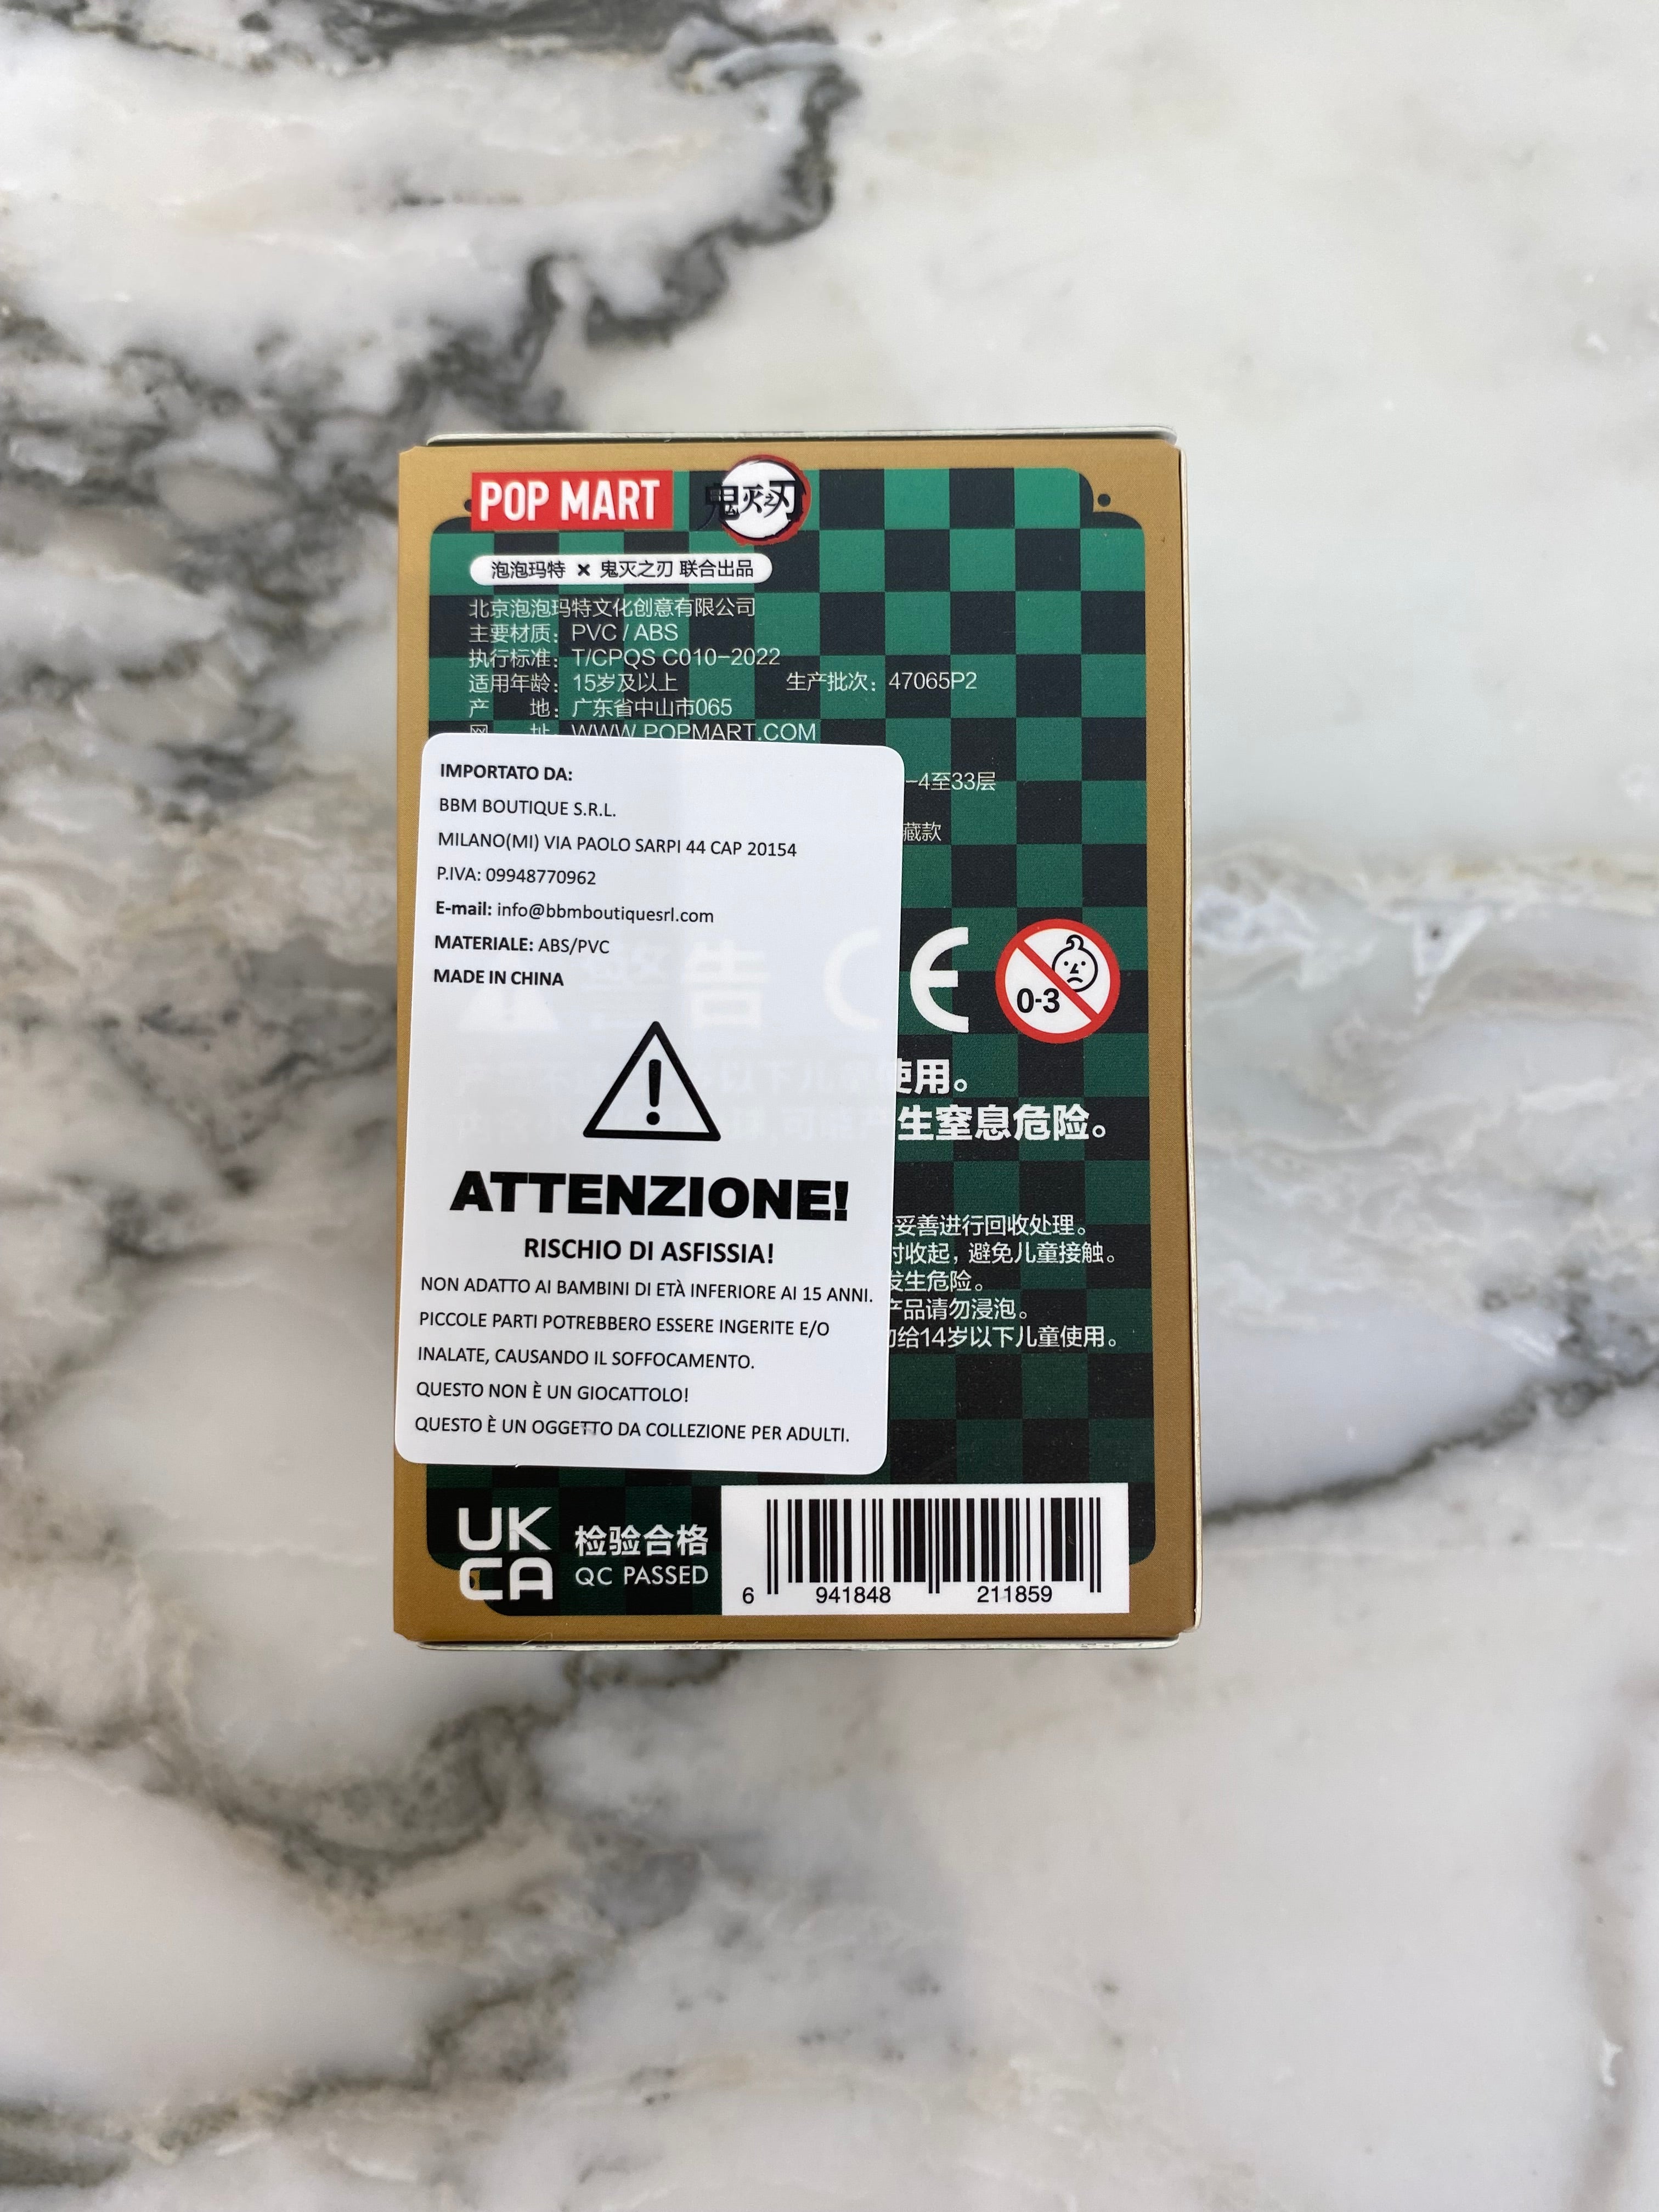 POP MART 鬼灭之刃
泡泡玛特 × 鬼灭之刃 联合出品
北京泡泡玛特文化创意有限公司
主要材质：PVC / ABS
执行标准：T/CPQS C010-2022
适用年龄：15岁及以上 生产批次：47065P2
产 地：广东省中山市065
网 址：WWW.POPMART.COM
-4至33层
藏款
IMPORTATO DA:
BBM BOUTIQUE S.R.L.
MILANO(MI) VIA PAOLO SARPI 44 CAP 20154
P.IVA: 09948770962
E-mail: info@bbmboutiquesrl.com
MATERIALE: ABS/PVC
MADE IN CHINA
ATTENZIONE!
RISCHIO DI ASFISSIA!
NON ADATTO AI BAMBINI DI ETÀ INFERIORE AI 15 ANNI.
PICCOLE PARTI POTREBBERO ESSERE INGERITE E/O
INALATE, CAUSANDO IL SOFFOCAMENTO.
QUESTO NON È UN GIOCATTOLO!
QUESTO È UN OGGETTO DA COLLEZIONE PER ADULTI.
警告 CE 0-3
使用。
生窒息危险。
妥善进行回收处理。
时收起，避免儿童接触。
发生危险。
产品请勿浸泡。
勿给14岁以下儿童使用。
UK
CA
检验合格
QC PASSED
6 941848 211859